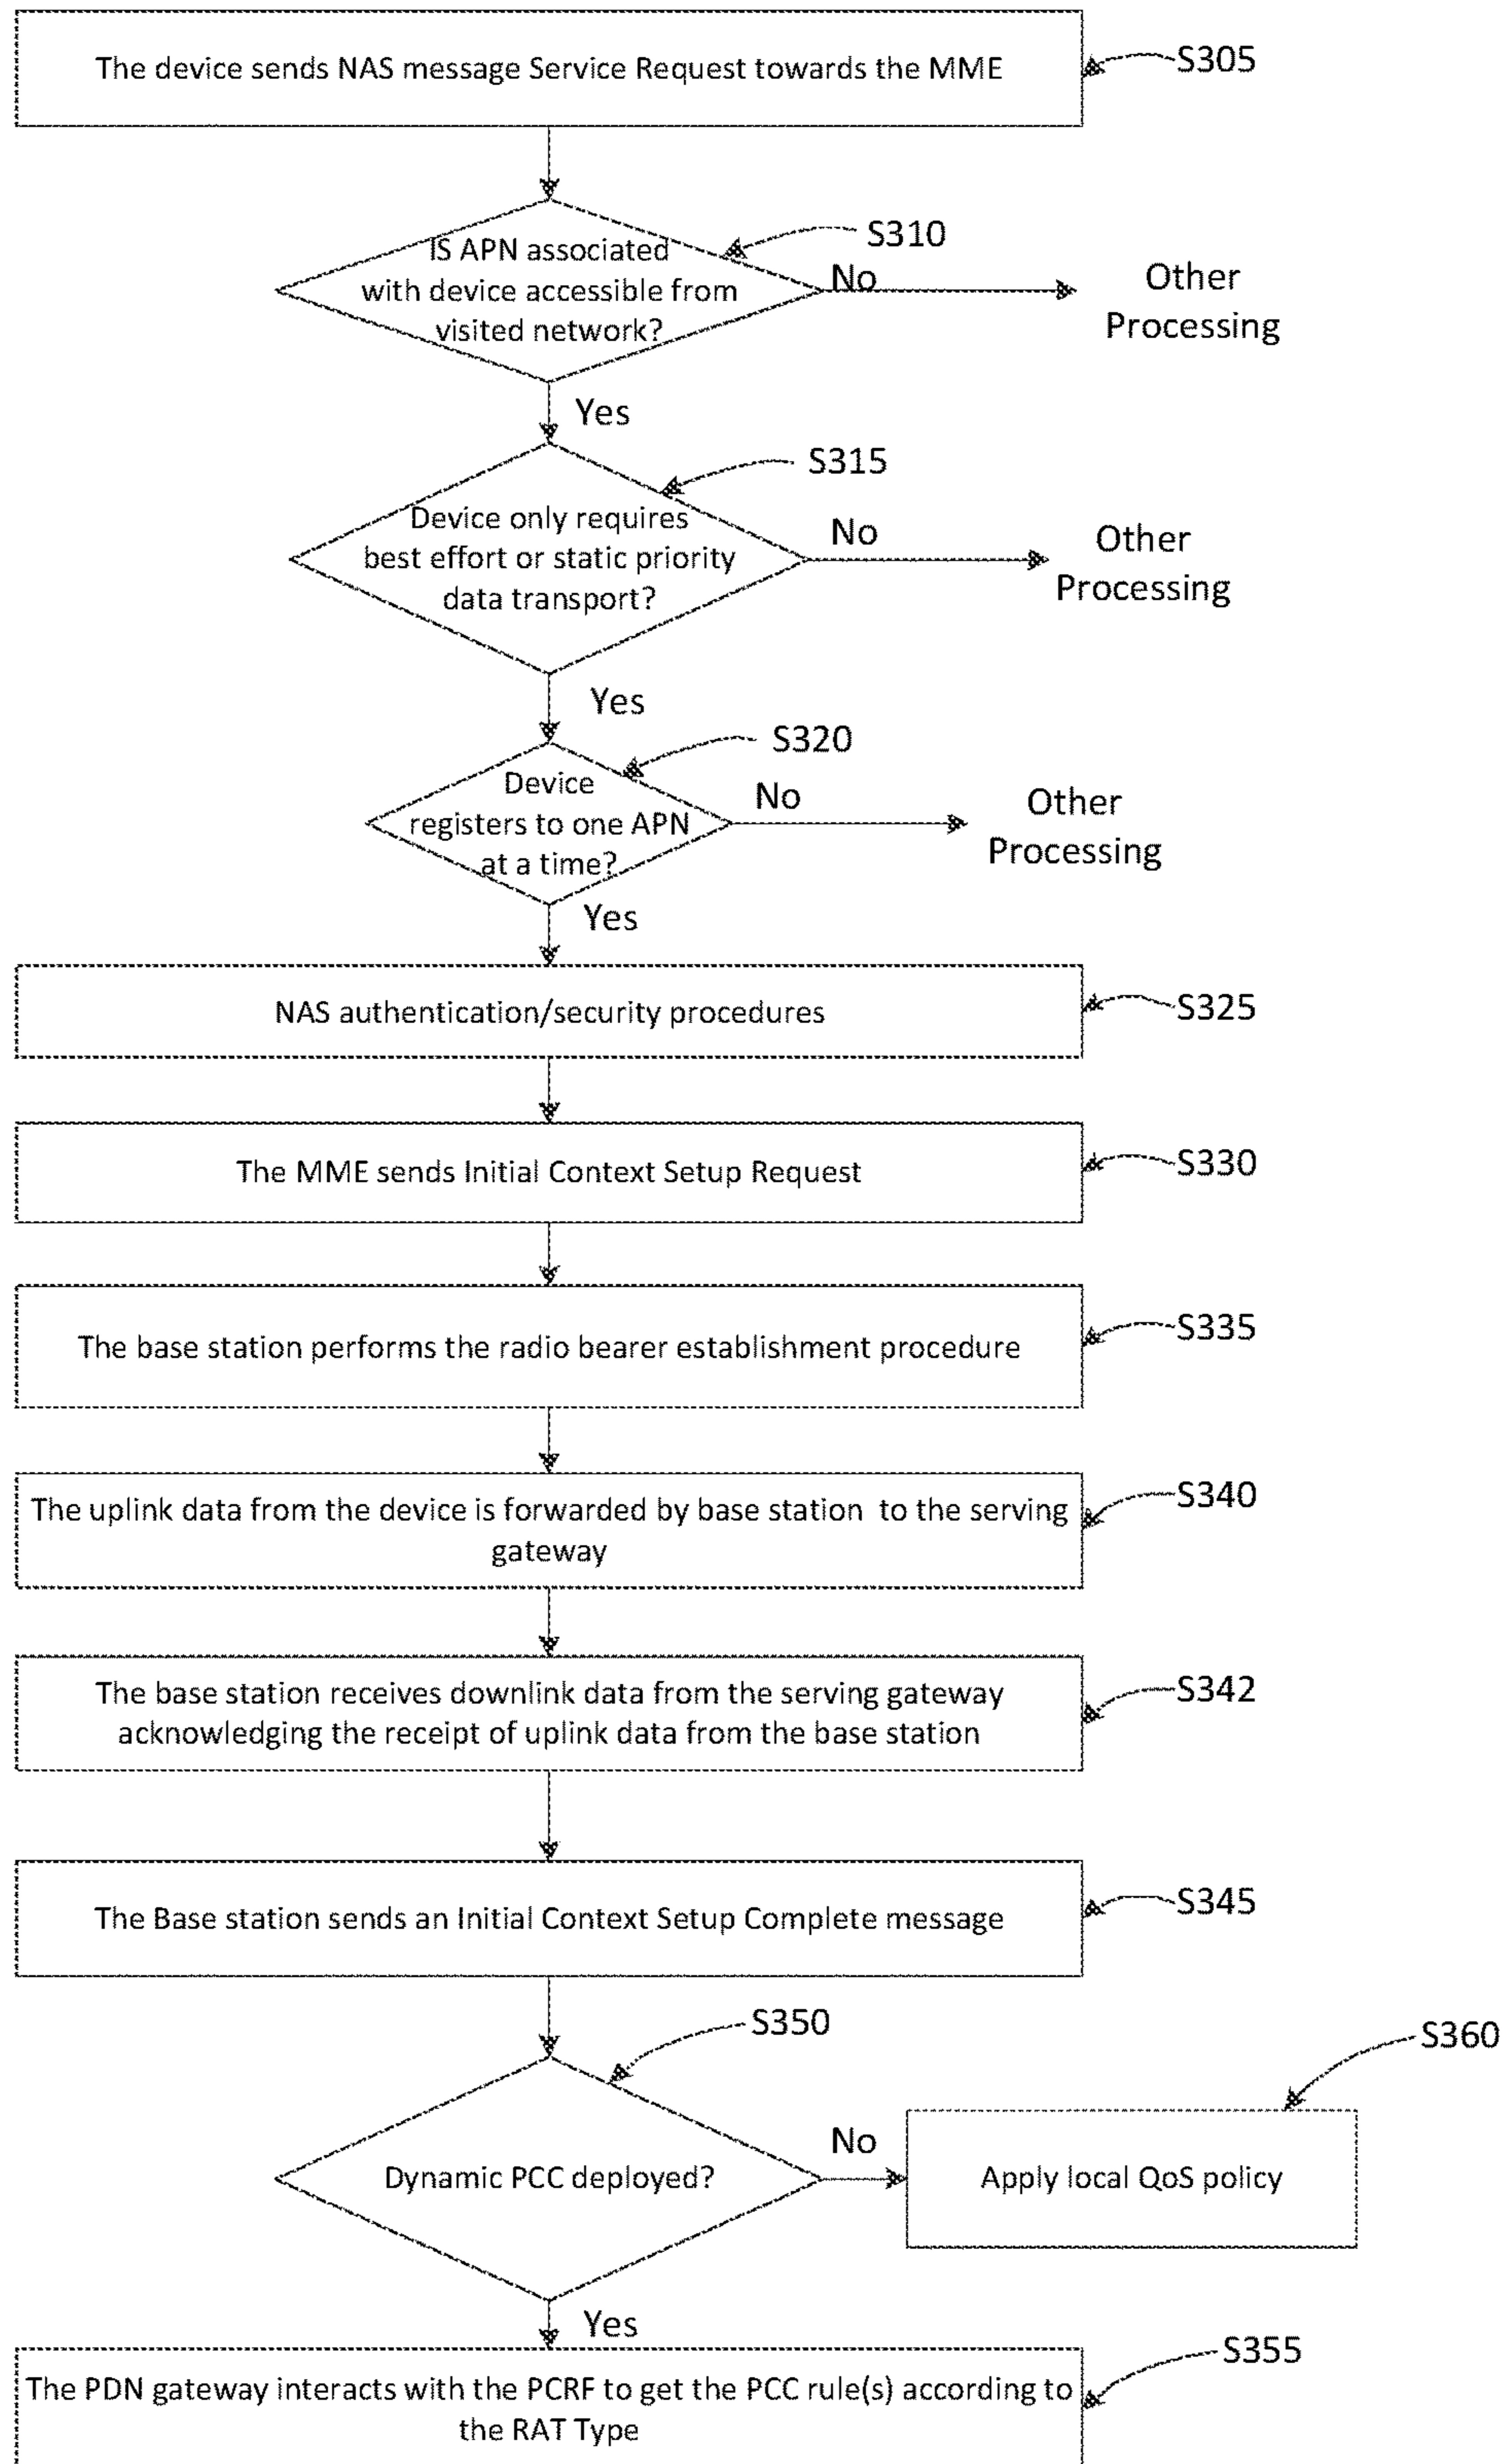 The device sends NAS message Service Request towards the MME
S305
IS APN associated
with device accessible from
visited network?
S310
No
Other
Processing
Yes
S315
Device only requires
best effort or static priority
data transport?
No
Other
Processing
Yes
S320
Device
registers to one APN
at a time?
No
Other
Processing
Yes
NAS authentication/security procedures
S325
The MME sends Initial Context Setup Request
S330
The base station performs the radio bearer establishment procedure
S335
The uplink data from the device is forwarded by base station to the serving
gateway
S340
The base station receives downlink data from the serving gateway
acknowledging the receipt of uplink data from the base station
S342
The Base station sends an Initial Context Setup Complete message
S345
S350
S360
Dynamic PCC deployed?
No
Apply local QoS policy
Yes
The PDN gateway interacts with the PCRF to get the PCC rule(s) according to
the RAT Type
S355